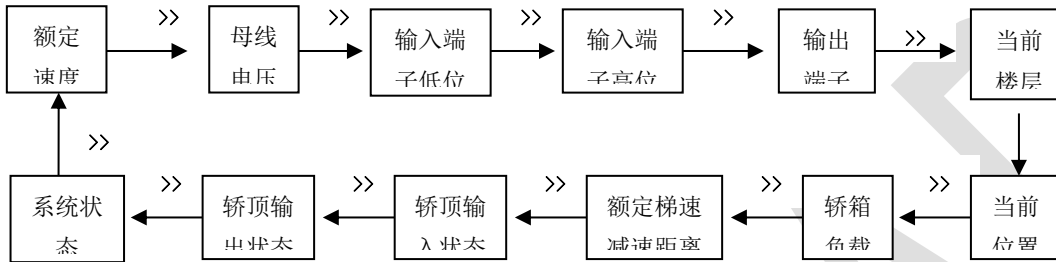 额定
速度
>>
母线
电压
>>
输入端
子低位
>>
输入端
子高位
>>
输出
端子
>>
当前
楼层
当前
位置
>>
轿箱
负载
>>
额定梯速
减速距离
>>
轿顶输
入状态
>>
轿顶输
出状态
>>
系统状
态
>>